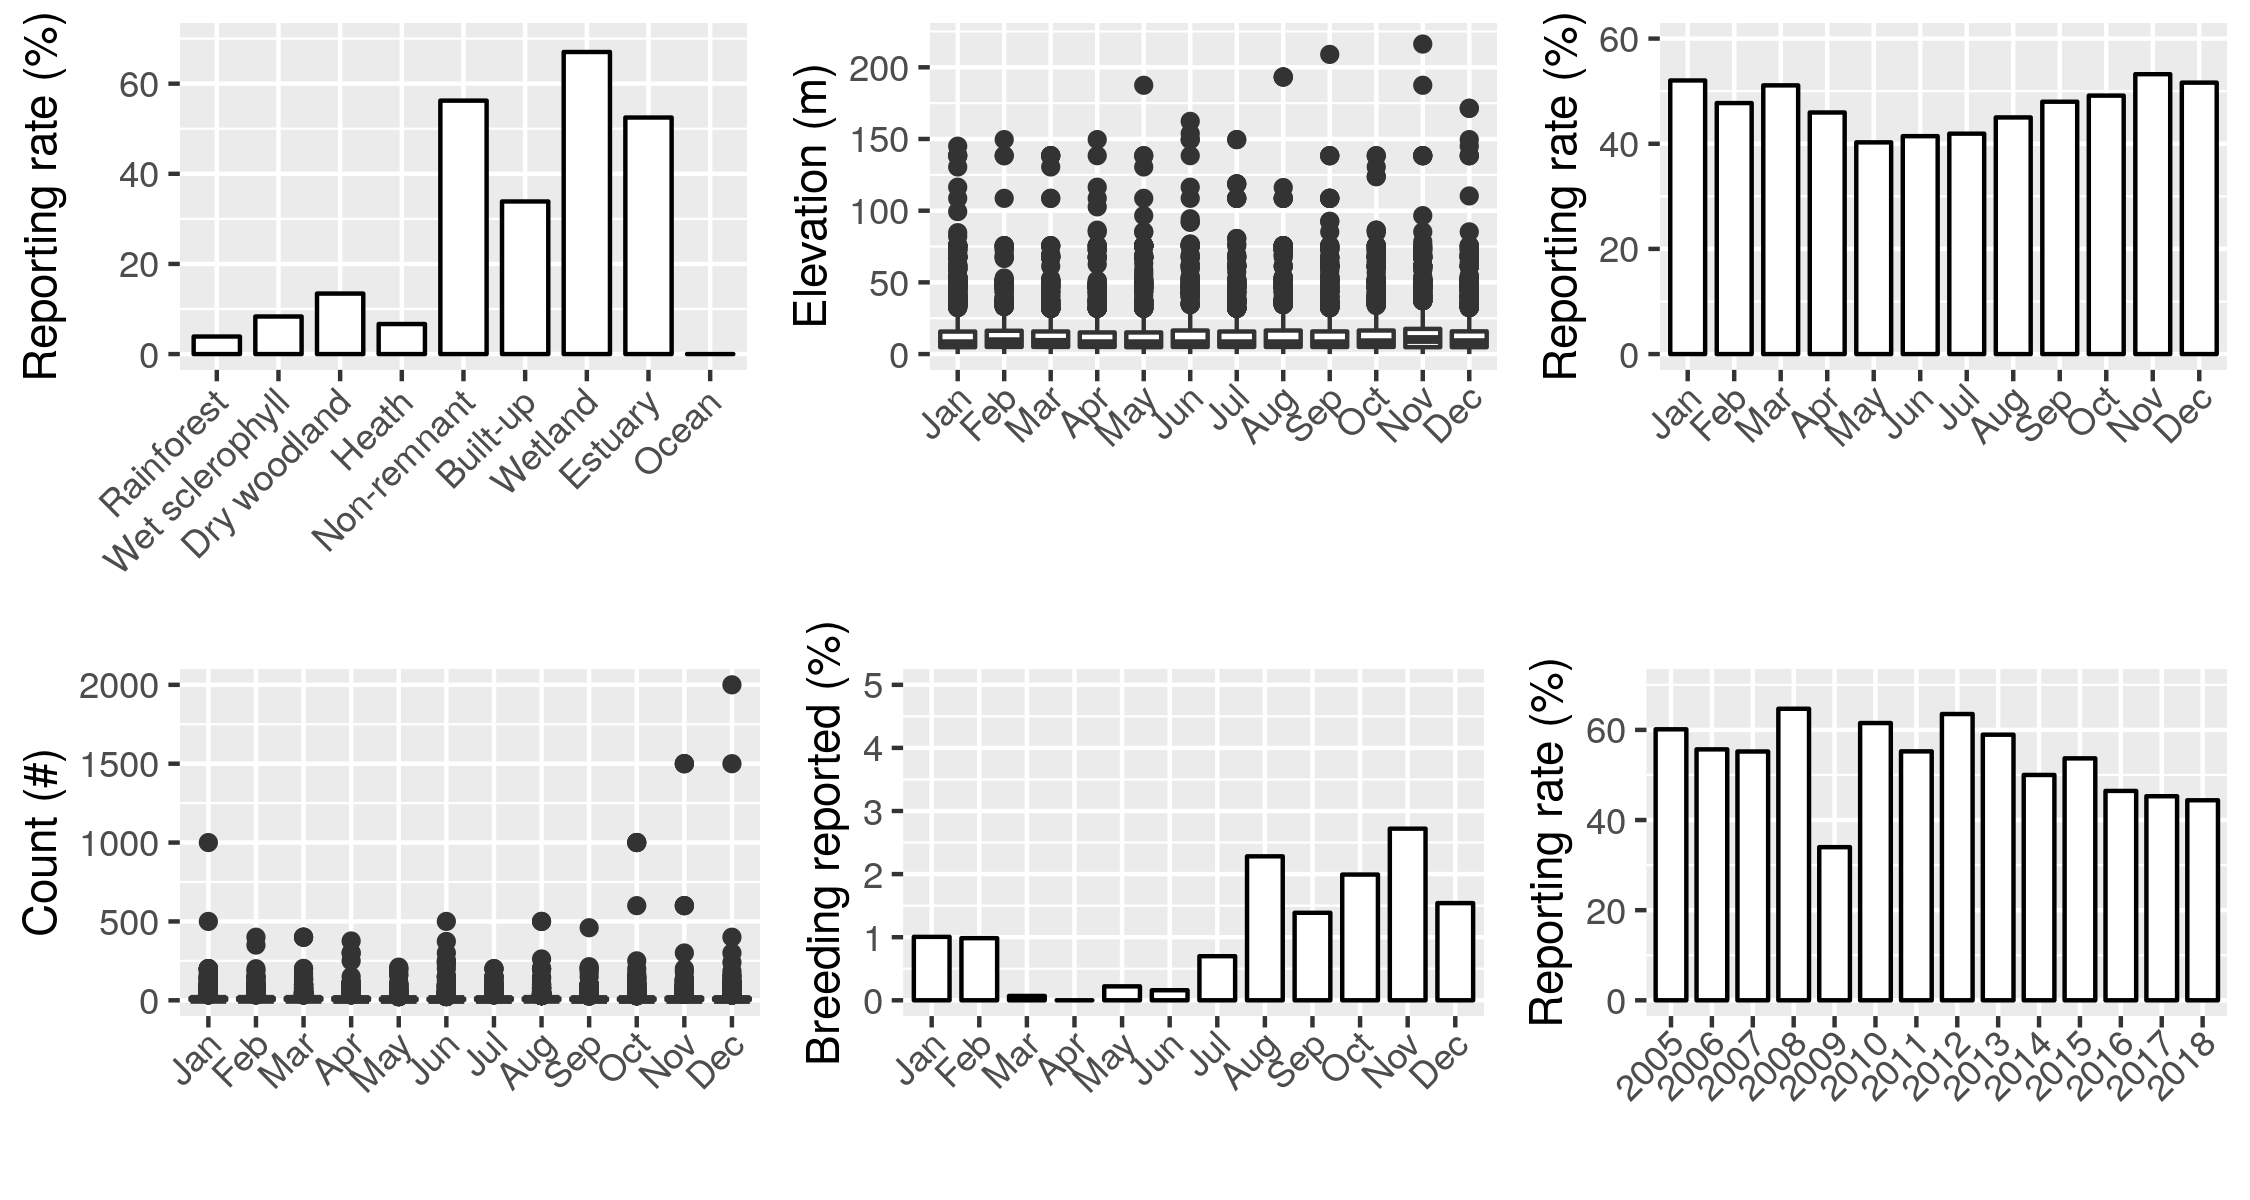 Reporting rate (%)
60
40
20
0
Rainforest
Wet sclerophyll
Dry woodland
Heath
Non-remnant
Built-up
Wetland
Estuary
Ocean
Elevation (m)
200
150
100
50
0
Jan
Feb
Mar
Apr
May
Jun
Jul
Aug
Sep
Oct
Nov
Dec
Reporting rate (%)
60
40
20
0
Jan
Feb
Mar
Apr
May
Jun
Jul
Aug
Sep
Oct
Nov
Dec
Count (#)
2000
1500
1000
500
0
Jan
Feb
Mar
Apr
May
Jun
Jul
Aug
Sep
Oct
Nov
Dec
Breeding reported (%)
5
4
3
2
1
0
Jan
Feb
Mar
Apr
May
Jun
Jul
Aug
Sep
Oct
Nov
Dec
Reporting rate (%)
60
40
20
0
2005
2006
2007
2008
2009
2010
2011
2012
2013
2014
2015
2016
2017
2018